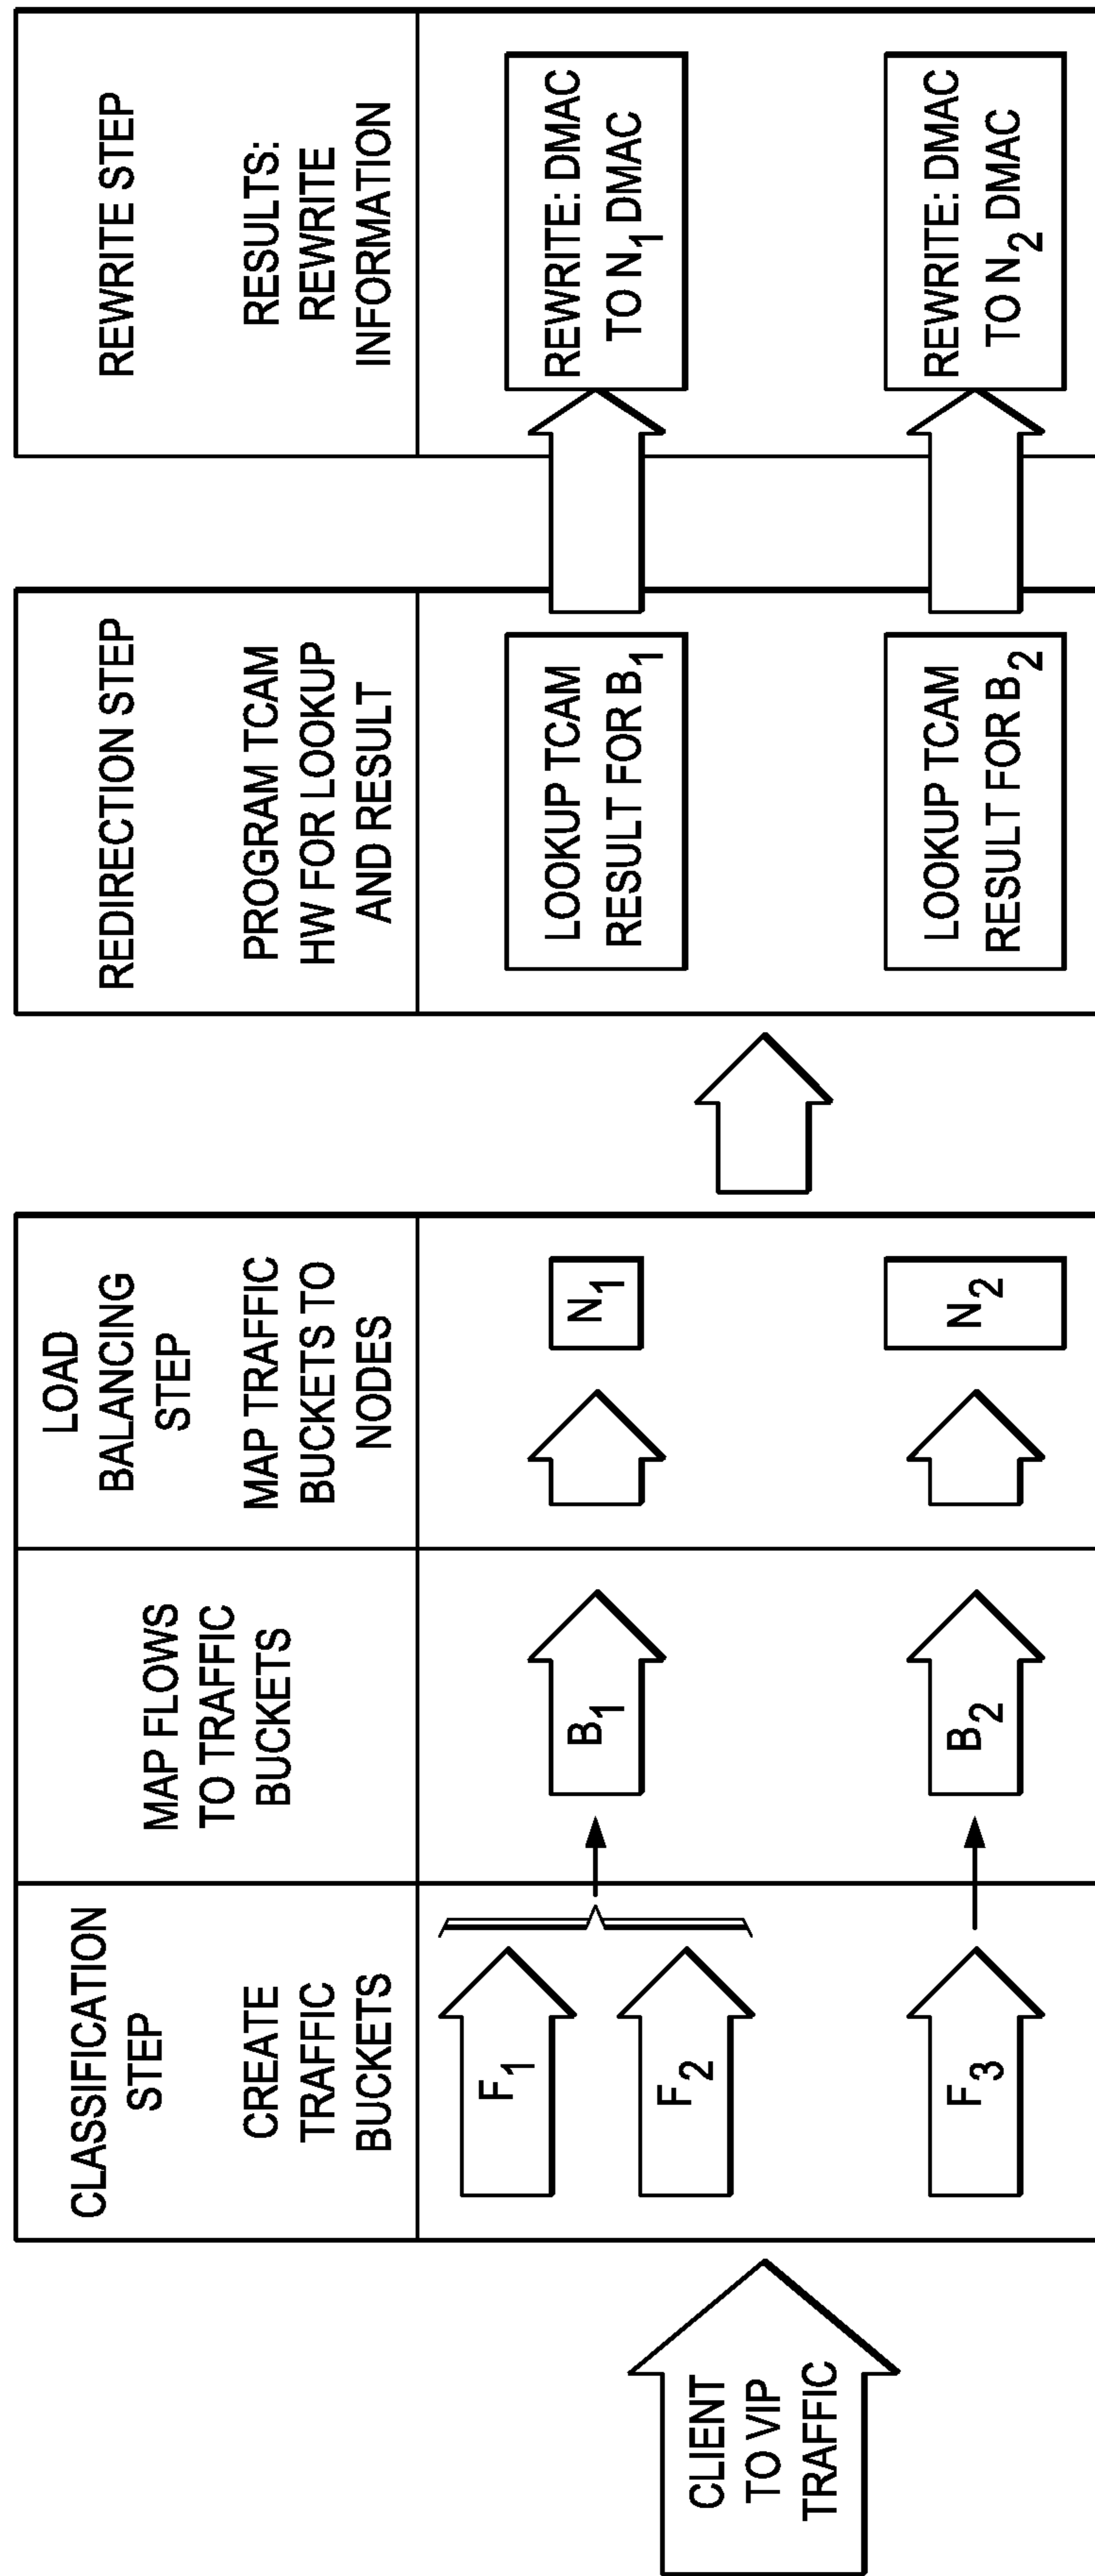 CLIENT
TO VIP
TRAFFIC
CLASSIFICATION
STEP
CREATE
TRAFFIC
BUCKETS
F1
F2
F3
MAP FLOWS
TO TRAFFIC
BUCKETS
B1
B2
LOAD
BALANCING
STEP
MAP TRAFFIC
BUCKETS TO
NODES
N1
N2
REDIRECTION STEP
PROGRAM TCAM
HW FOR LOOKUP
AND RESULT
LOOKUP TCAM
RESULT FOR B1
LOOKUP TCAM
RESULT FOR B2
REWRITE STEP
RESULTS:
REWRITE
INFORMATION
REWRITE: DMAC
TO N1 DMAC
REWRITE: DMAC
TO N2 DMAC